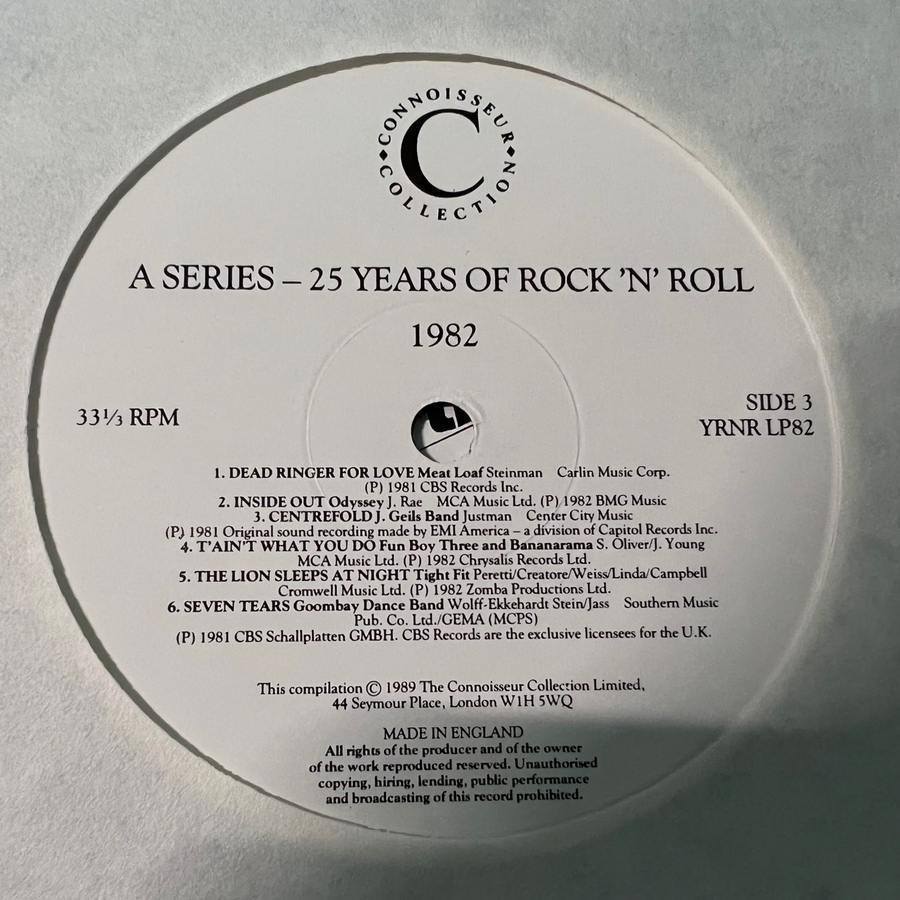 CONNOISSEUR
C
COLLECTION
A SERIES – 25 YEARS OF ROCK 'N' ROLL
1982
33⅓ RPM
SIDE 3
YRNR LP82
1. DEAD RINGER FOR LOVE Meat Loaf Steinman Carlin Music Corp.
(P) 1981 CBS Records Inc.
2. INSIDE OUT Odyssey J. Rae MCA Music Ltd. (P) 1982 BMG Music
3. CENTREFOLD J. Geils Band Justman Center City Music
(P) 1981 Original sound recording made by EMI America – a division of Capitol Records Inc.
4. T'AIN'T WHAT YOU DO Fun Boy Three and Bananarama S. Oliver/J. Young
MCA Music Ltd. (P) 1982 Chrysalis Records Ltd.
5. THE LION SLEEPS AT NIGHT Tight Fit Peretti/Creatore/Weiss/Linda/Campbell
Cromwell Music Ltd. (P) 1982 Zomba Productions Ltd.
6. SEVEN TEARS Goombay Dance Band Wolff-Ekkehardt Stein/Jass Southern Music
Pub. Co. Ltd./GEMA (MCPS)
(P) 1981 CBS Schallplatten GMBH. CBS Records are the exclusive licensees for the U.K.
This compilation © 1989 The Connoisseur Collection Limited,
44 Seymour Place, London W1H 5WQ
MADE IN ENGLAND
All rights of the producer and of the owner
of the work reproduced reserved. Unauthorised
copying, hiring, lending, public performance
and broadcasting of this record prohibited.